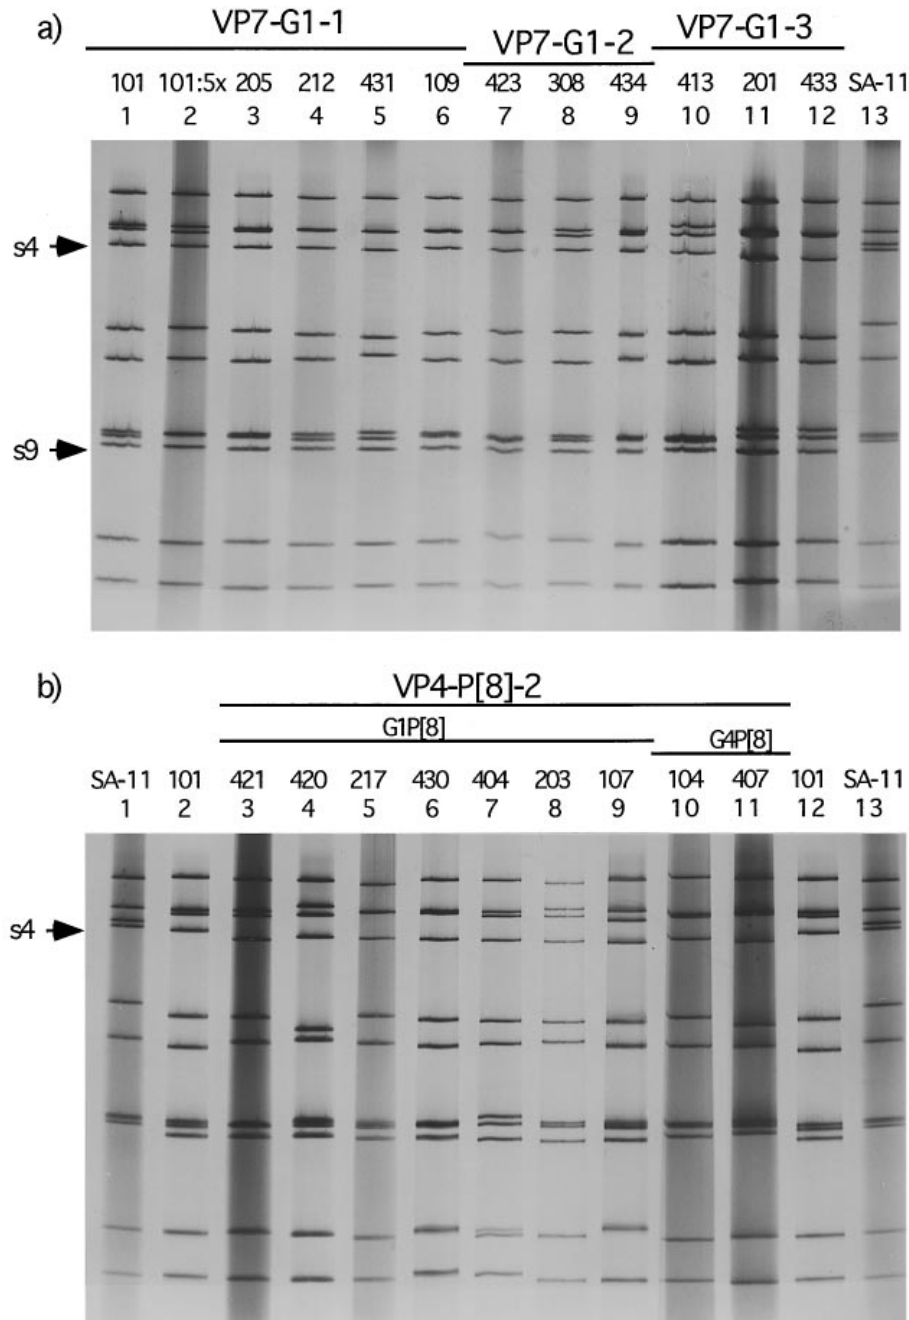 a) VP7-G1-1 VP7-G1-2 VP7-G1-3
101 101:5x 205 212 431 109 423 308 434 413 201 433 SA-11
1 2 3 4 5 6 7 8 9 10 11 12 13
s4
s9
b) VP4-P[8]-2
G1P[8] G4P[8]
SA-11 101 421 420 217 430 404 203 107 104 407 101 SA-11
1 2 3 4 5 6 7 8 9 10 11 12 13
s4